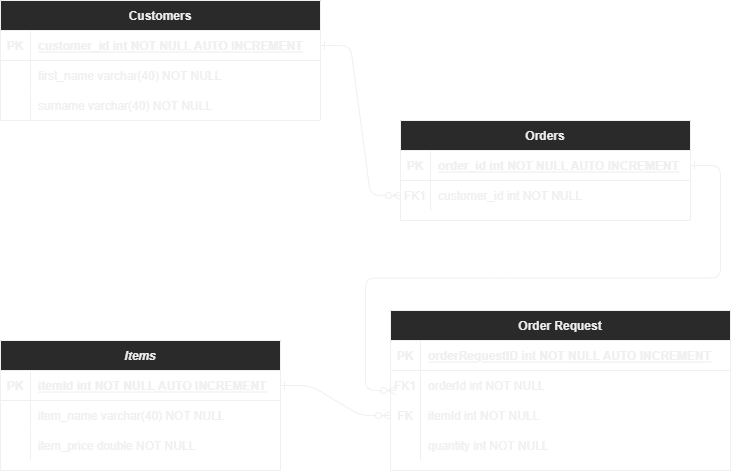 Customers
PK customer_id int NOT NULL AUTO INCREMENT
first_name varchar(40) NOT NULL
surname varchar(40) NOT NULL
Orders
PK order_id int NOT NULL AUTO INCREMENT
FK1 customer_id int NOT NULL
Order Request
PK orderRequestID int NOT NULL AUTO INCREMENT
FK1 orderId int NOT NULL
FK itemId int NOT NULL
quantity int NOT NULL
Items
PK itemId int NOT NULL AUTO INCREMENT
item_name varchar(40) NOT NULL
item_price double NOT NULL